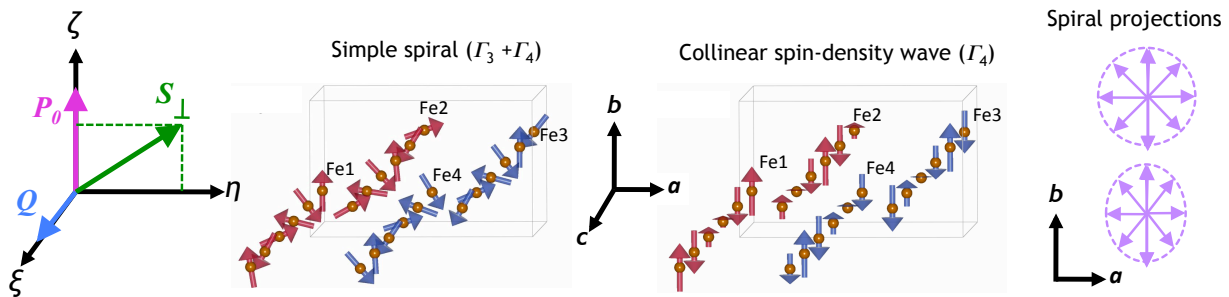 ζ
P₀
S⊥
Q
η
ξ
Simple spiral (Γ₃ +Γ₄)
Fe2
Fe3
Fe1
Fe4
b
a
c
Collinear spin-density wave (Γ₄)
Fe2
Fe3
Fe1
Fe4
Spiral projections
b
a